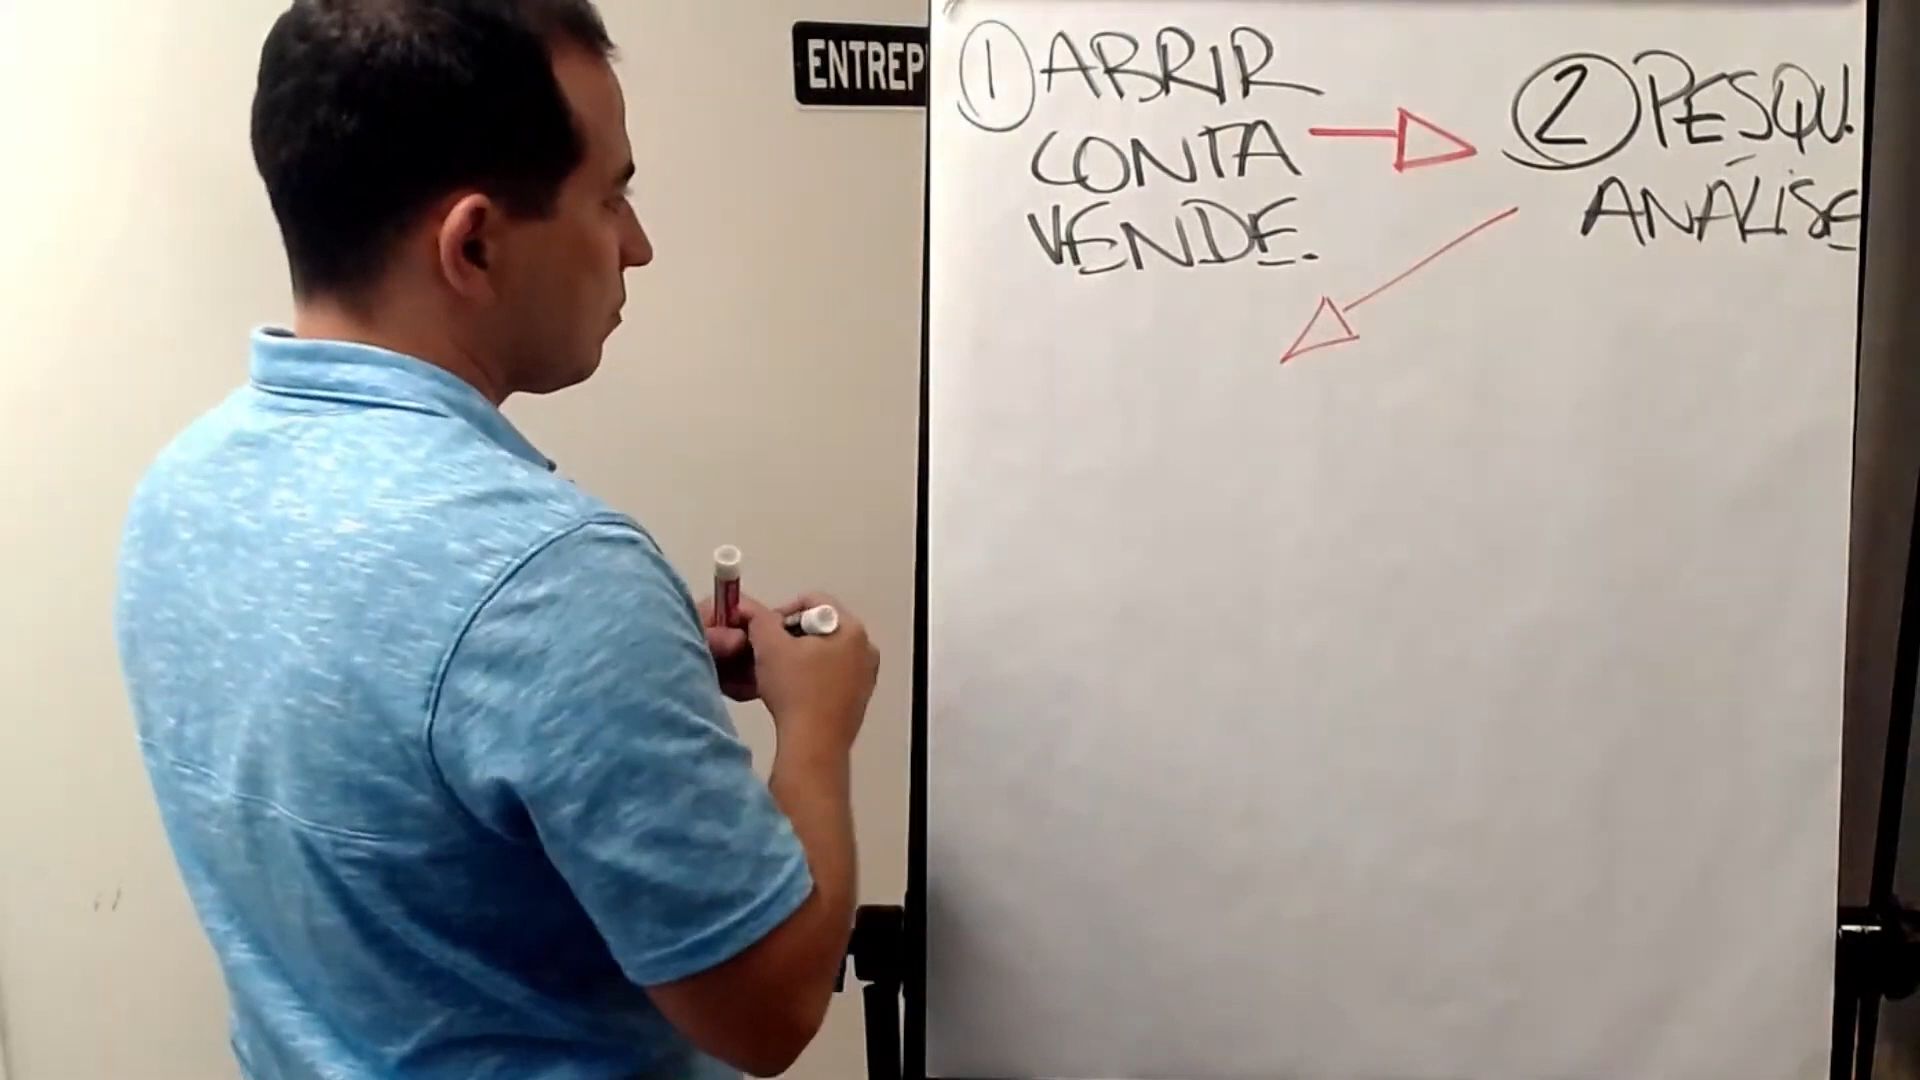 ENTREP
① ABRIR
CONTA
VENDE.
② PESQU.
ANÁLISE